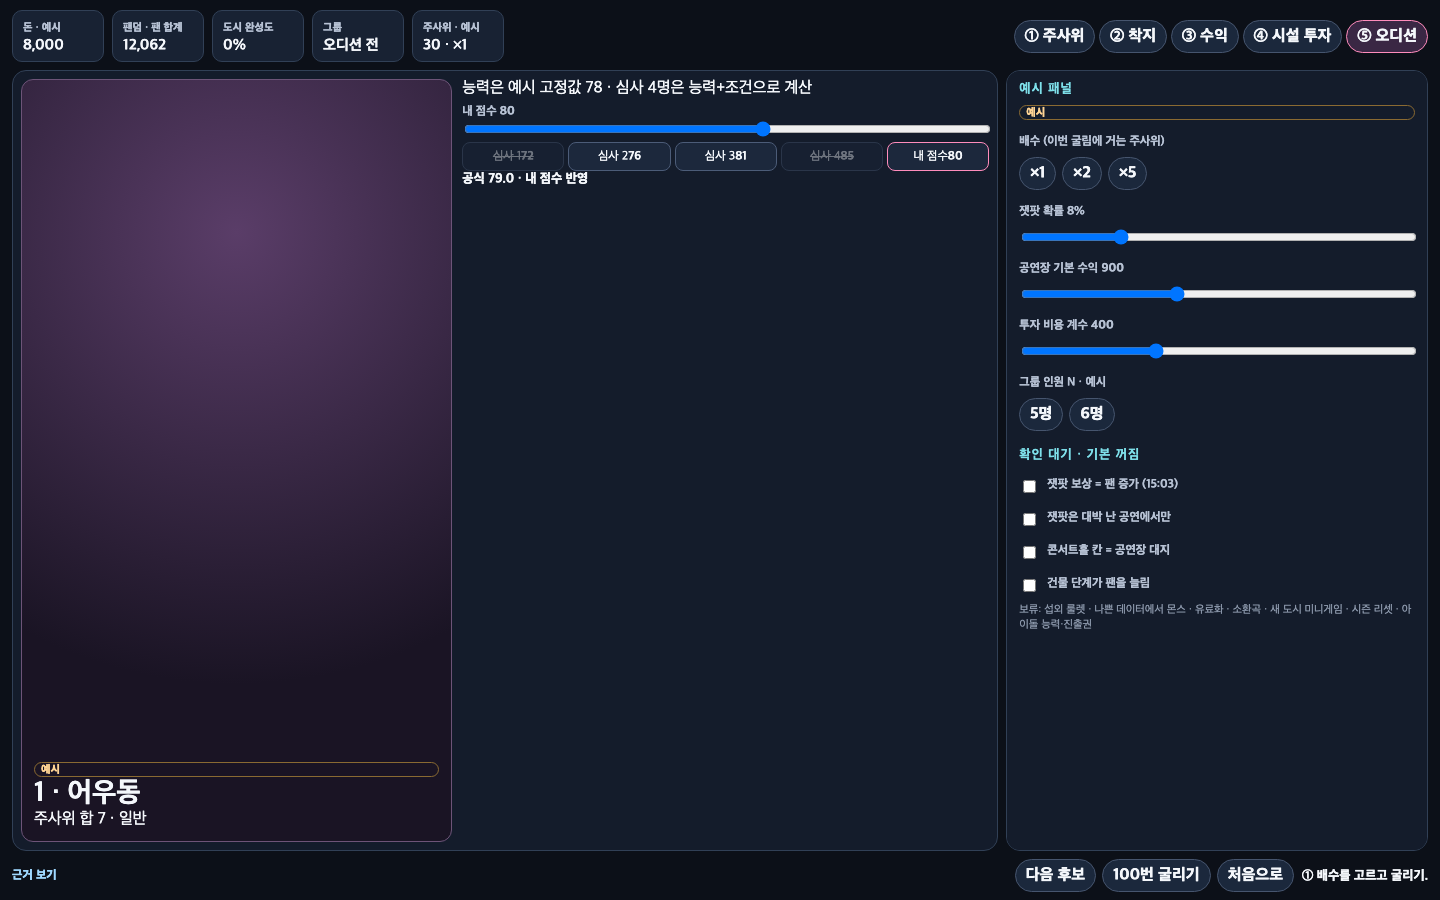 돈 · 예시
8,000
팬덤 · 팬 합계
12,062
도시 완성도
0%
그룹
오디션 전
주사위 · 예시
30 · ×1
① 주사위
② 착지
③ 수익
④ 시설 투자
⑤ 오디션
예시
1 · 어우동
주사위 합 7 · 일반
능력은 예시 고정값 78 · 심사 4명은 능력+조건으로 계산
내 점수 80
심사 172
심사 276
심사 381
심사 485
내 점수80
공식 79.0 · 내 점수 반영
예시 패널
예시
배수 (이번 굴림에 거는 주사위)
×1
×2
×5
잿팟 확률 8%
공연장 기본 수익 900
투자 비용 계수 400
그룹 인원 N · 예시
5명
6명
확인 대기 · 기본 꺼짐
잿팟 보상 = 팬 증가 (15:03)
잿팟은 대박 난 공연에서만
콘서트홀 칸 = 공연장 대지
건물 단계가 팬을 늘림
보류: 섭외 룰렛 · 나쁜 데이터에서 몬스 · 유료화 · 소환곡 · 새 도시 미니게임 · 시즌 리셋 · 아
이돌 능력·진출권
근거 보기
다음 후보
100번 굴리기
처음으로
① 배수를 고르고 굴리기.